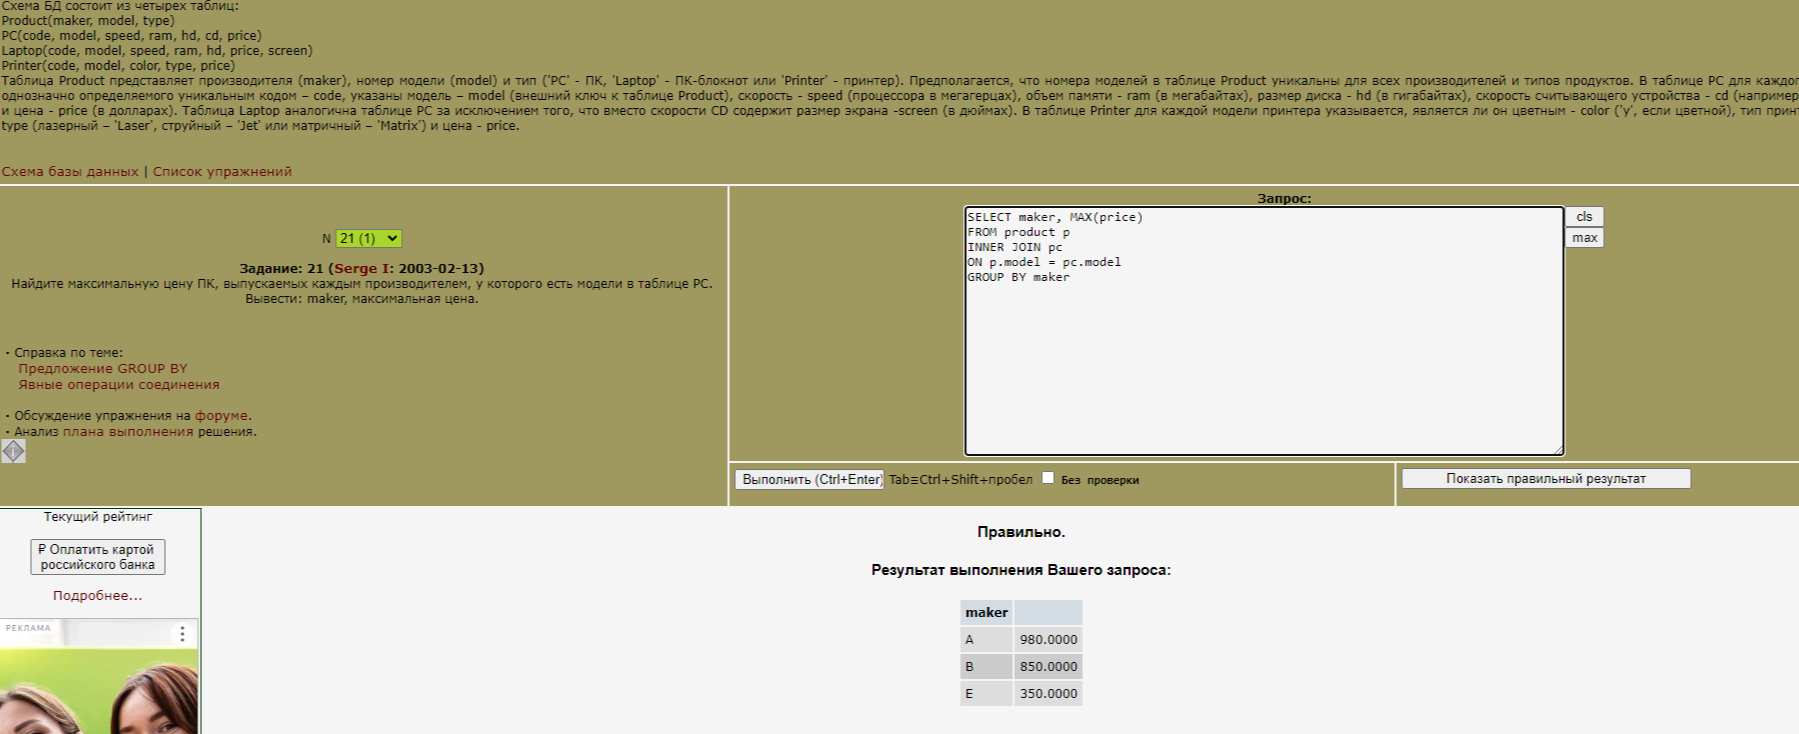 Схема БД состоит из четырех таблиц:
Product(maker, model, type)
PC(code, model, speed, ram, hd, cd, price)
Laptop(code, model, speed, ram, hd, price, screen)
Printer(code, model, color, type, price)
Таблица Product представляет производителя (maker), номер модели (model) и тип ('PC' - ПК, 'Laptop' - ПК-блокнот или 'Printer' - принтер). Предполагается, что номера моделей в таблице Product уникальны для всех производителей и типов продуктов. В таблице PC для каждог
однозначно определяемого уникальным кодом – code, указаны модель – model (внешний ключ к таблице Product), скорость - speed (процессора в мегагерцах), объем памяти - ram (в мегабайтах), размер диска - hd (в гигабайтах), скорость считывающего устройства - cd (например
и цена - price (в долларах). Таблица Laptop аналогична таблице РС за исключением того, что вместо скорости CD содержит размер экрана -screen (в дюймах). В таблице Printer для каждой модели принтера указывается, является ли он цветным - color ('y', если цветной), тип принт
type (лазерный – 'Laser', струйный – 'Jet' или матричный – 'Matrix') и цена - price.
Схема базы данных | Список упражнений
N 21 (1)
Задание: 21 (Serge I: 2003-02-13)
Найдите максимальную цену ПК, выпускаемых каждым производителем, у которого есть модели в таблице PC.
Вывести: maker, максимальная цена.
· Справка по теме:
Предложение GROUP BY
Явные операции соединения
· Обсуждение упражнения на форуме.
· Анализ плана выполнения решения.
Запрос:
SELECT maker, MAX(price)
FROM product p
INNER JOIN pc
ON p.model = pc.model
GROUP BY maker
cls
max
Выполнить (Ctrl+Enter) Tab≡Ctrl+Shift+пробел Без проверки
Показать правильный результат
Текущий рейтинг
₽ Оплатить картой
российского банка
Подробнее...
РЕКЛАМА
Правильно.
Результат выполнения Вашего запроса:
maker
A 980.0000
B 850.0000
E 350.0000